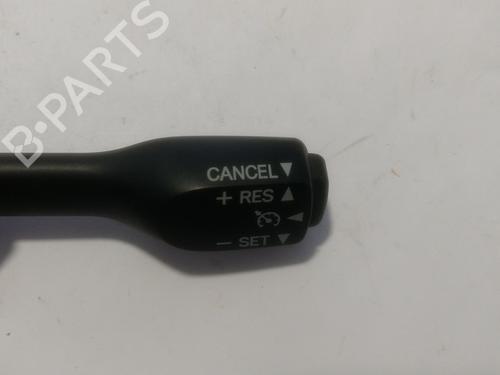 B-PARTS
CANCEL ▼
+ RES ▲
◀
− SET ▼